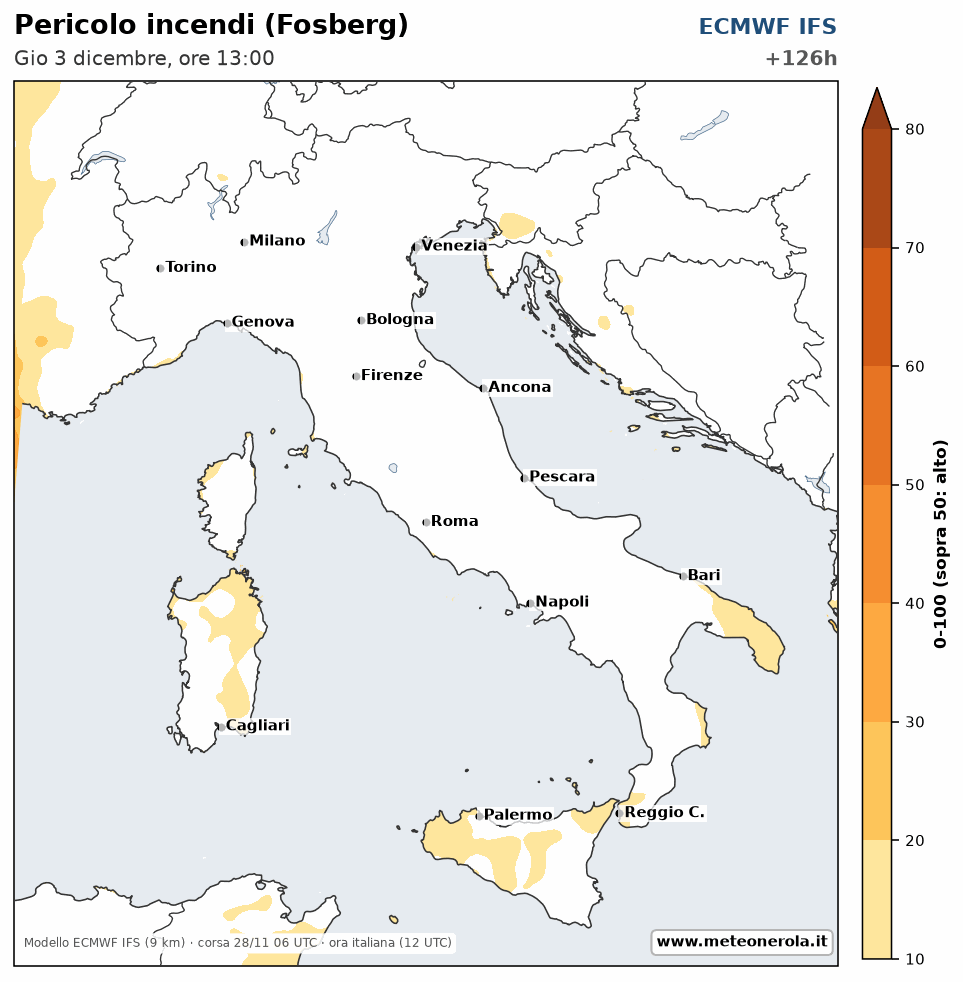 Pericolo incendi (Fosberg)
ECMWF IFS
Gio 3 dicembre, ore 13:00
+126h
Milano
Venezia
Torino
Genova
Bologna
Firenze
Ancona
Pescara
Roma
Bari
Napoli
Cagliari
Palermo
Reggio C.
80
70
60
50
40
30
20
10
0-100 (sopra 50: alto)
Modello ECMWF IFS (9 km) · corsa 28/11 06 UTC · ora italiana (12 UTC)
www.meteonerola.it